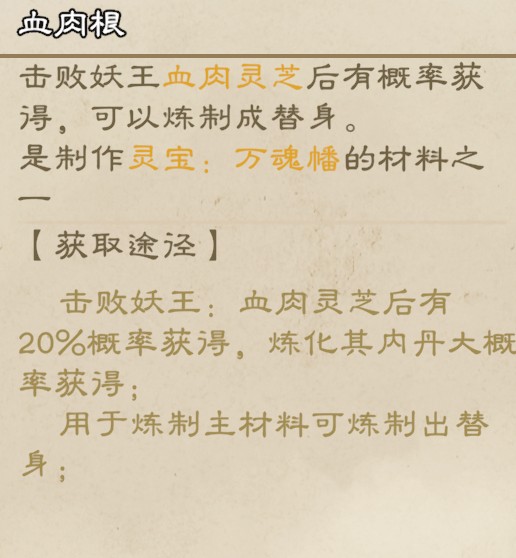 血肉根
击败妖王血肉灵芝后有概率获
得，可以炼制成替身。
是制作灵宝：万魂幡的材料之
一
【获取途径】
击败妖王：血肉灵芝后有
20%概率获得，炼化其内丹大概
率获得；
用于炼制主材料可炼制出替
身；